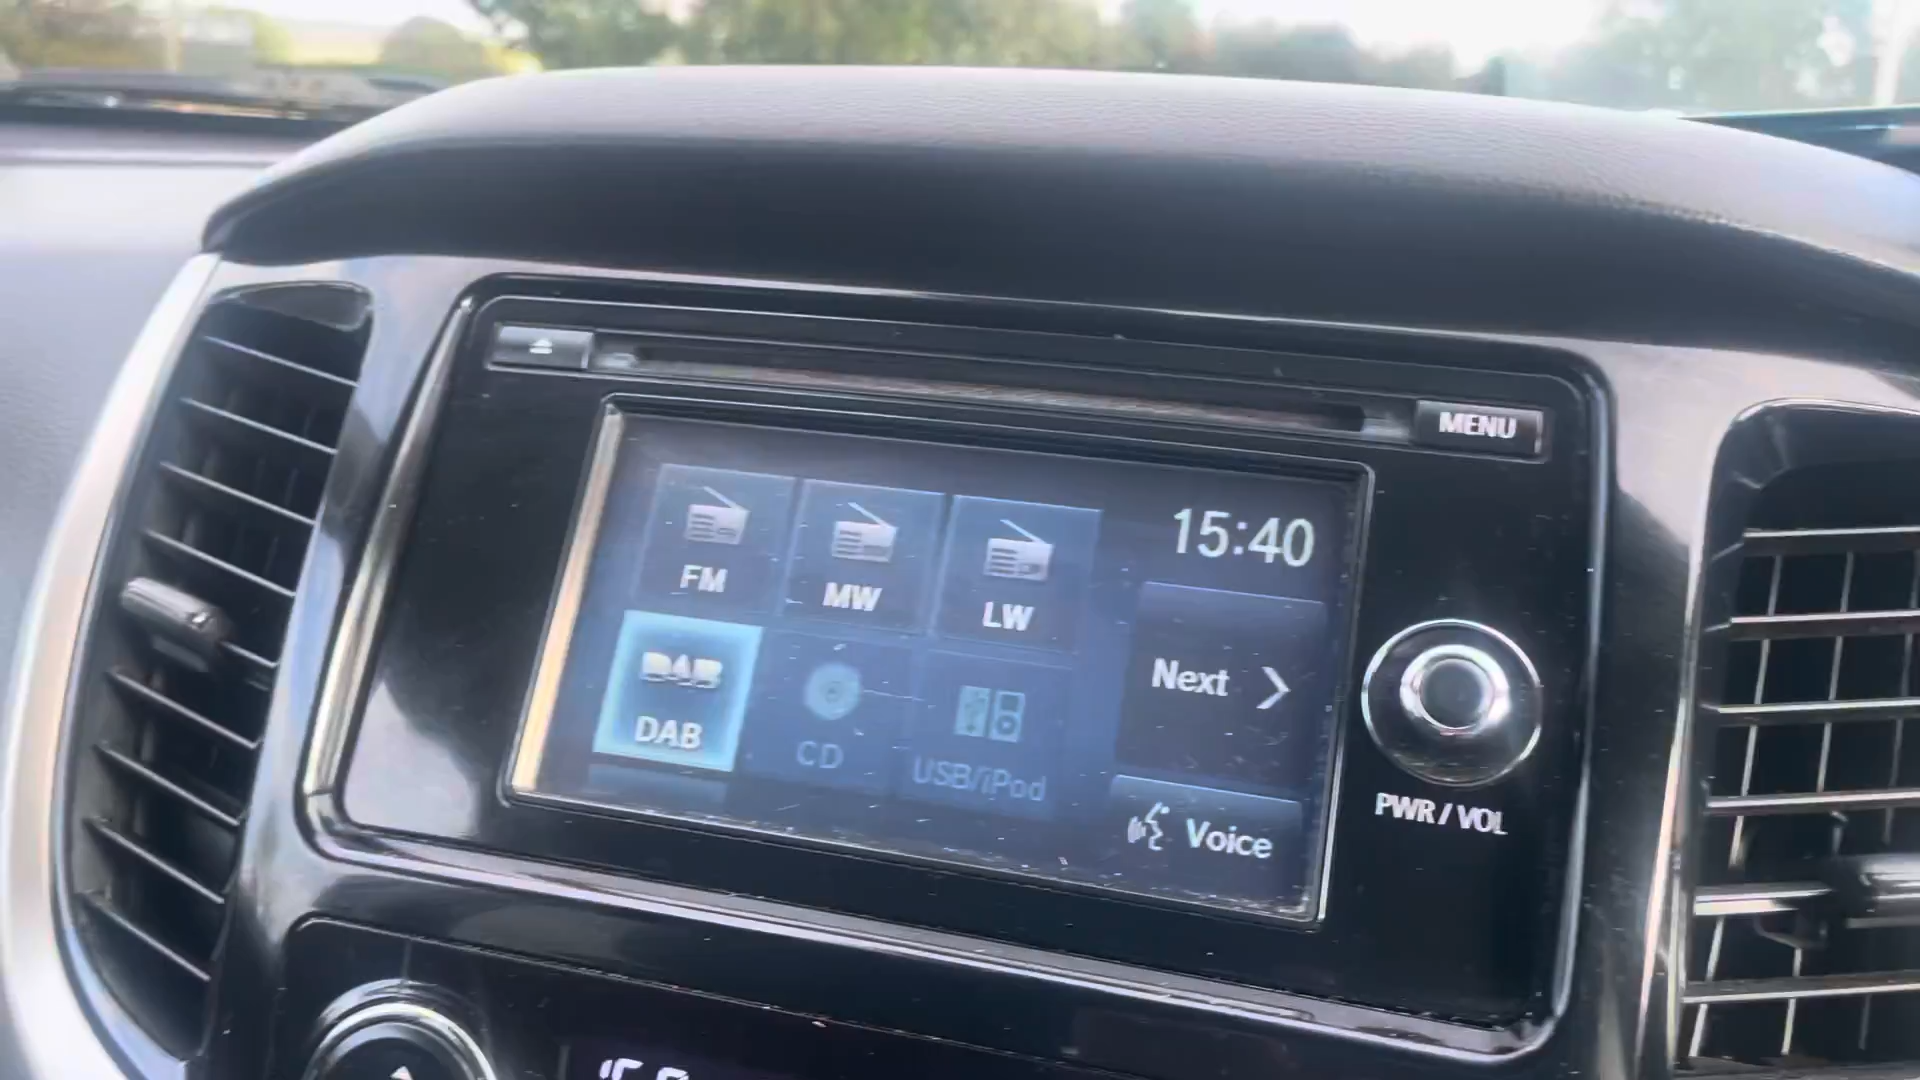 MENU
15:40
FM
MW
LW
Next
DAB
DAB
CD
USB/iPod
Voice
PWR / VOL